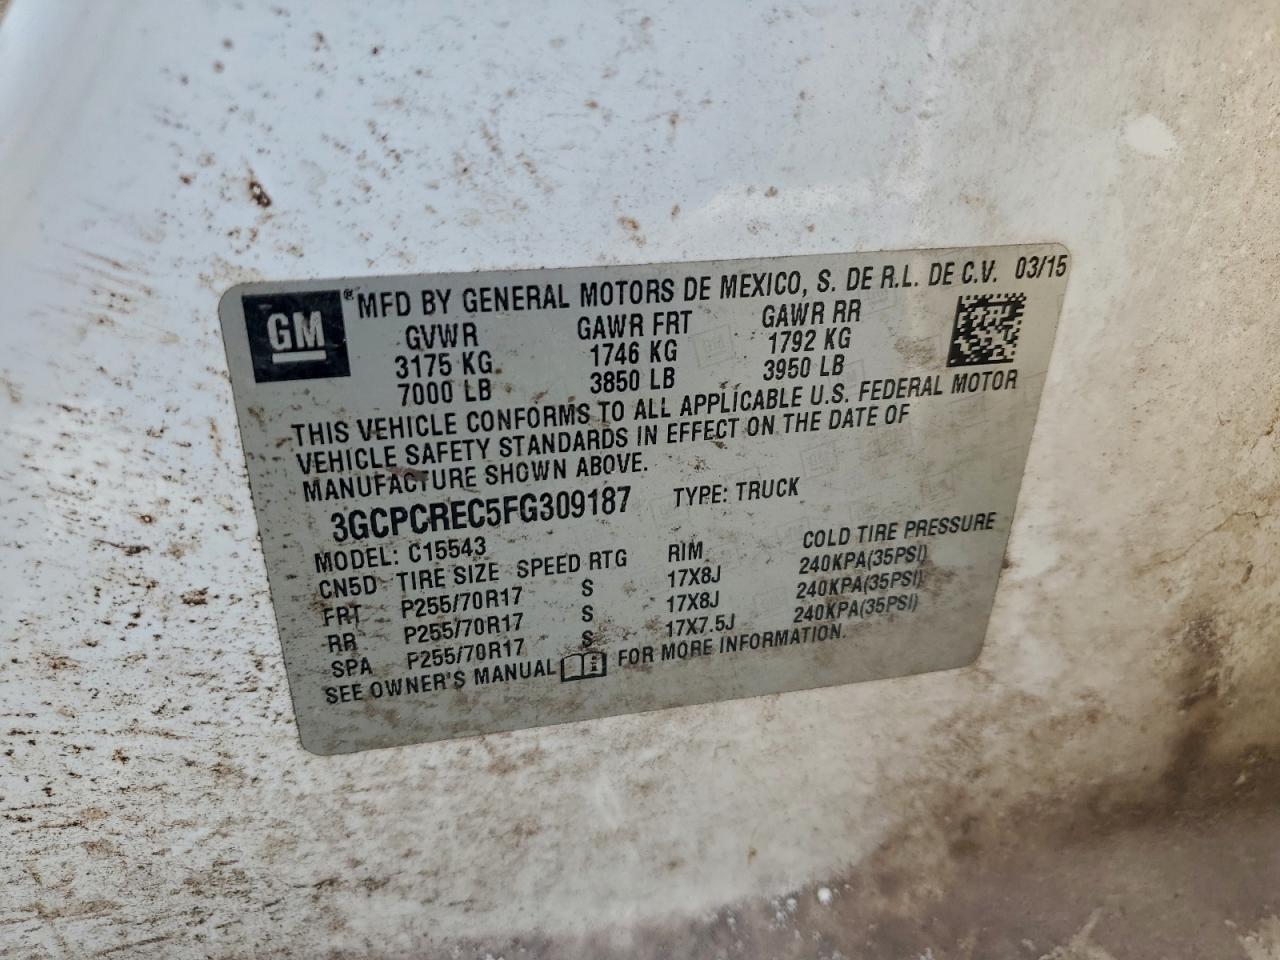 GM ® MFD BY GENERAL MOTORS DE MEXICO, S. DE R.L. DE C.V. 03/15
GVWR GAWR FRT GAWR RR
3175 KG 1746 KG 1792 KG
7000 LB 3850 LB 3950 LB
THIS VEHICLE CONFORMS TO ALL APPLICABLE U.S. FEDERAL MOTOR
VEHICLE SAFETY STANDARDS IN EFFECT ON THE DATE OF
MANUFACTURE SHOWN ABOVE.
3GCPCREC5FG309187 TYPE: TRUCK
MODEL: C15543
CN5D TIRE SIZE SPEED RTG RIM COLD TIRE PRESSURE
FRT P255/70R17 S 17X8J 240KPA(35PSI)
RR P255/70R17 S 17X8J 240KPA(35PSI)
SPA P255/70R17 S 17X7.5J 240KPA(35PSI)
SEE OWNER'S MANUAL FOR MORE INFORMATION.